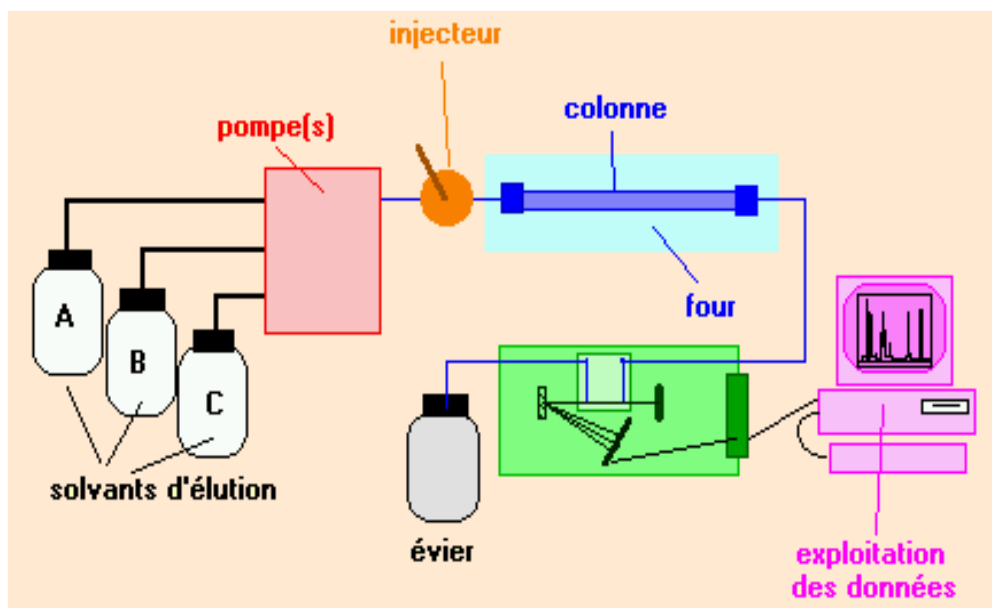 injecteur
colonne
pompe(s)
four
A
B
C
solvants d'élution
évier
exploitation
des données